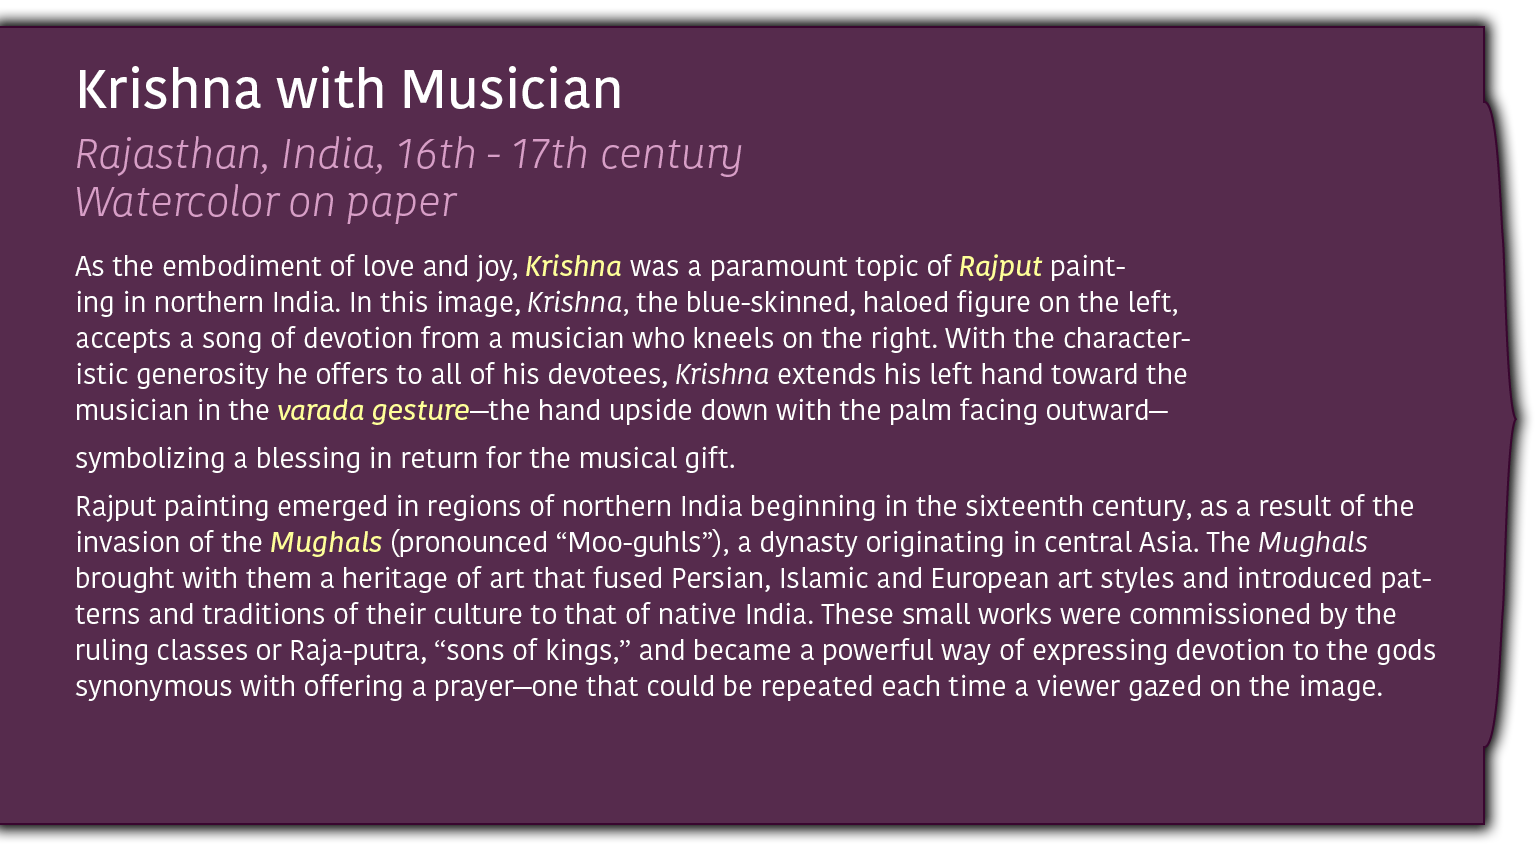 Krishna with Musician
Rajasthan, India, 16th - 17th century
Watercolor on paper
As the embodiment of love and joy, Krishna was a paramount topic of Rajput paint-
ing in northern India. In this image, Krishna, the blue-skinned, haloed figure on the left,
accepts a song of devotion from a musician who kneels on the right. With the character-
istic generosity he offers to all of his devotees, Krishna extends his left hand toward the
musician in the varada gesture—the hand upside down with the palm facing outward—
symbolizing a blessing in return for the musical gift.
Rajput painting emerged in regions of northern India beginning in the sixteenth century, as a result of the
invasion of the Mughals (pronounced “Moo-guhls”), a dynasty originating in central Asia. The Mughals
brought with them a heritage of art that fused Persian, Islamic and European art styles and introduced pat-
terns and traditions of their culture to that of native India. These small works were commissioned by the
ruling classes or Raja-putra, “sons of kings,” and became a powerful way of expressing devotion to the gods
synonymous with offering a prayer—one that could be repeated each time a viewer gazed on the image.